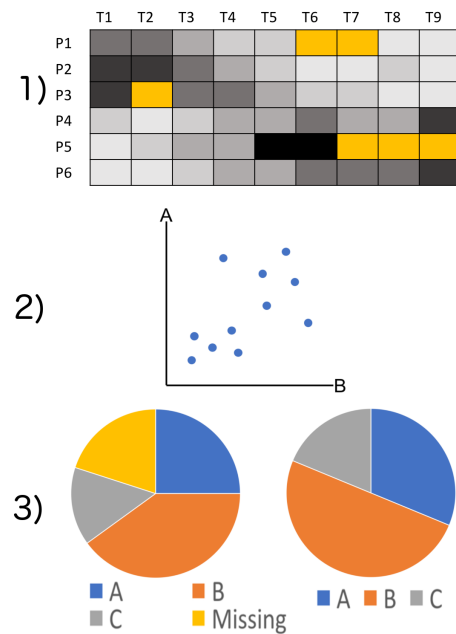 T1 T2 T3 T4 T5 T6 T7 T8 T9
P1
P2
1)
P3
P4
P5
P6
A
2)
B
3)
A B
C Missing
A B C